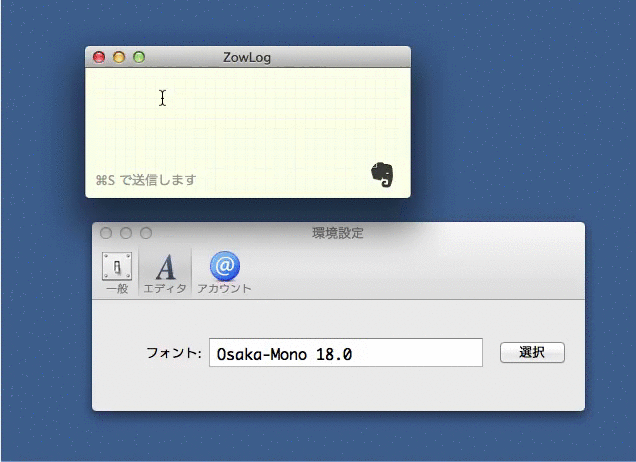 ZowLog
⌘S で送信します
環境設定
一般
エディタ
アカウント
フォント: Osaka-Mono 18.0 選択